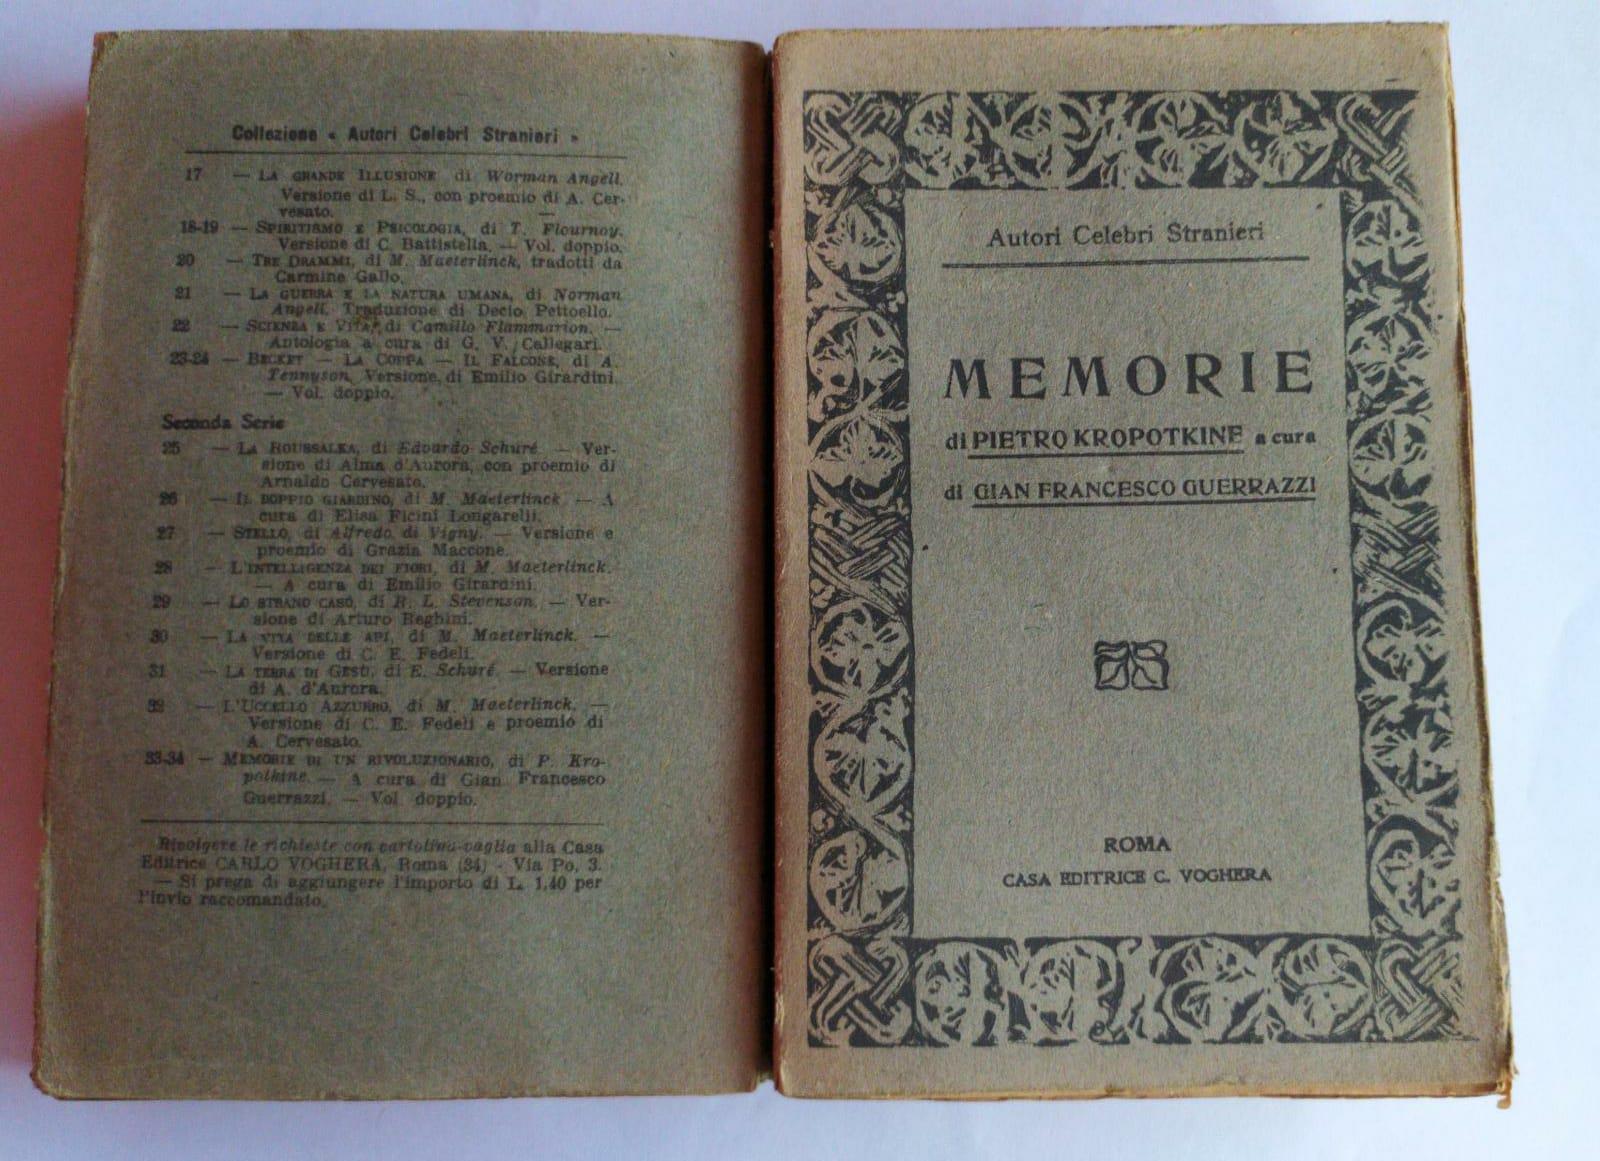 Collezione « Autori Celebri Stranieri »
17 — LA GRANDE ILLUSIONE di Worman Angell.
Versione di L. S., con proemio di A. Cer-
vesato. —
18-19 — SPIRITISMO E PSICOLOGIA, di T. Flournoy.
Versione di C. Battistella. — Vol. doppio.
20 — TRE DRAMMI, di M. Maeterlinck, tradotti da
Carmine Gallo.
21 — LA GUERRA E LA NATURA UMANA, di Norman
Angell. Traduzione di Decio Pettoello.
22 — SCIENZA E VITA, di Camillo Flammarion. —
Antologia a cura di G. V. Callegari.
23-24 — BECKET — LA COPPA — IL FALCONE, di A.
Tennyson. Versione di Emilio Girardini.
— Vol. doppio.
Seconda Serie
25 — LA ROUSSALKA, di Edoardo Schuré. — Ver-
sione di Alma d'Aurora, con proemio di
Arnaldo Cervesato.
26 — IL DOPPIO GIARDINO, di M. Maeterlinck. — A
cura di Elisa Ficini Longarelli.
27 — STELLO, di Alfredo di Vigny. — Versione e
proemio di Grazia Maccone.
28 — L'INTELLIGENZA DEI FIORI, di M. Maeterlinck.
— A cura di Emilio Girardini.
29 — LO STRANO CASO, di R. L. Stevenson. — Ver-
sione di Arturo Reghini.
30 — LA VITA DELLE API, di M. Maeterlinck. —
Versione di C. E. Fedeli.
31 — LA TERRA DI GESÙ, di E. Schuré. — Versione
di A. d'Aurora.
32 — L'UCCELLO AZZURRO, di M. Maeterlinck. —
Versione di C. E. Fedeli e proemio di
A. Cervesato.
33-34 — MEMORIE DI UN RIVOLUZIONARIO, di P. Kro-
potkine. — A cura di Gian Francesco
Guerrazzi. — Vol. doppio.
Rivolgere le richieste con cartolina-vaglia alla Casa
Editrice CARLO VOGHERA, Roma (34) - Via Po, 3.
— Si prega di aggiungere l'importo di L. 1,40 per
l'invio raccomandato.
Autori Celebri Stranieri
MEMORIE
di PIETRO KROPOTKINE a cura
di GIAN FRANCESCO GUERRAZZI
ROMA
CASA EDITRICE C. VOGHERA